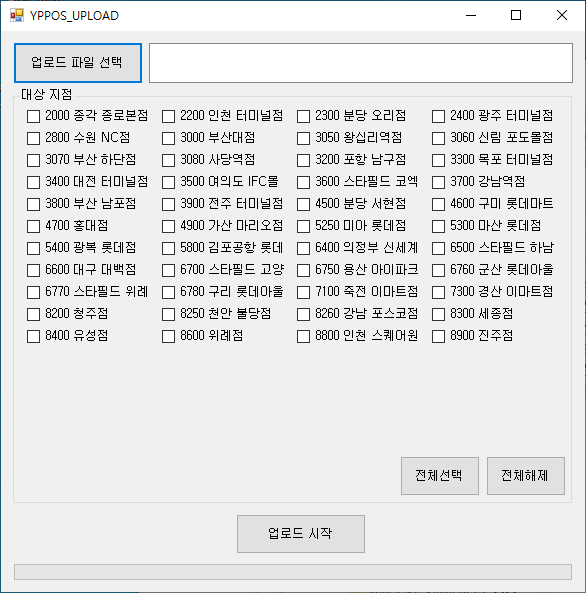 YPPOS_UPLOAD
업로드 파일 선택
대상 지점
2000 종각 종로본점 2200 인천 터미널점 2300 분당 오리점 2400 광주 터미널점
2800 수원 NC점 3000 부산대점 3050 왕십리역점 3060 신림 포도몰점
3070 부산 하단점 3080 사당역점 3200 포항 남구점 3300 목포 터미널점
3400 대전 터미널점 3500 여의도 IFC몰 3600 스타필드 코엑 3700 강남역점
3800 부산 남포점 3900 전주 터미널점 4500 분당 서현점 4600 구미 롯데마트
4700 홍대점 4900 가산 마리오점 5250 미아 롯데점 5300 마산 롯데점
5400 광복 롯데점 5800 김포공항 롯데 6400 의정부 신세계 6500 스타필드 하남
6600 대구 대백점 6700 스타필드 고양 6750 용산 아이파크 6760 군산 롯데아울
6770 스타필드 위례 6780 구리 롯데아울 7100 죽전 이마트점 7300 경산 이마트점
8200 청주점 8250 천안 불당점 8260 강남 포스코점 8300 세종점
8400 유성점 8600 위례점 8800 인천 스퀘어원 8900 진주점
전체선택 전체해제
업로드 시작